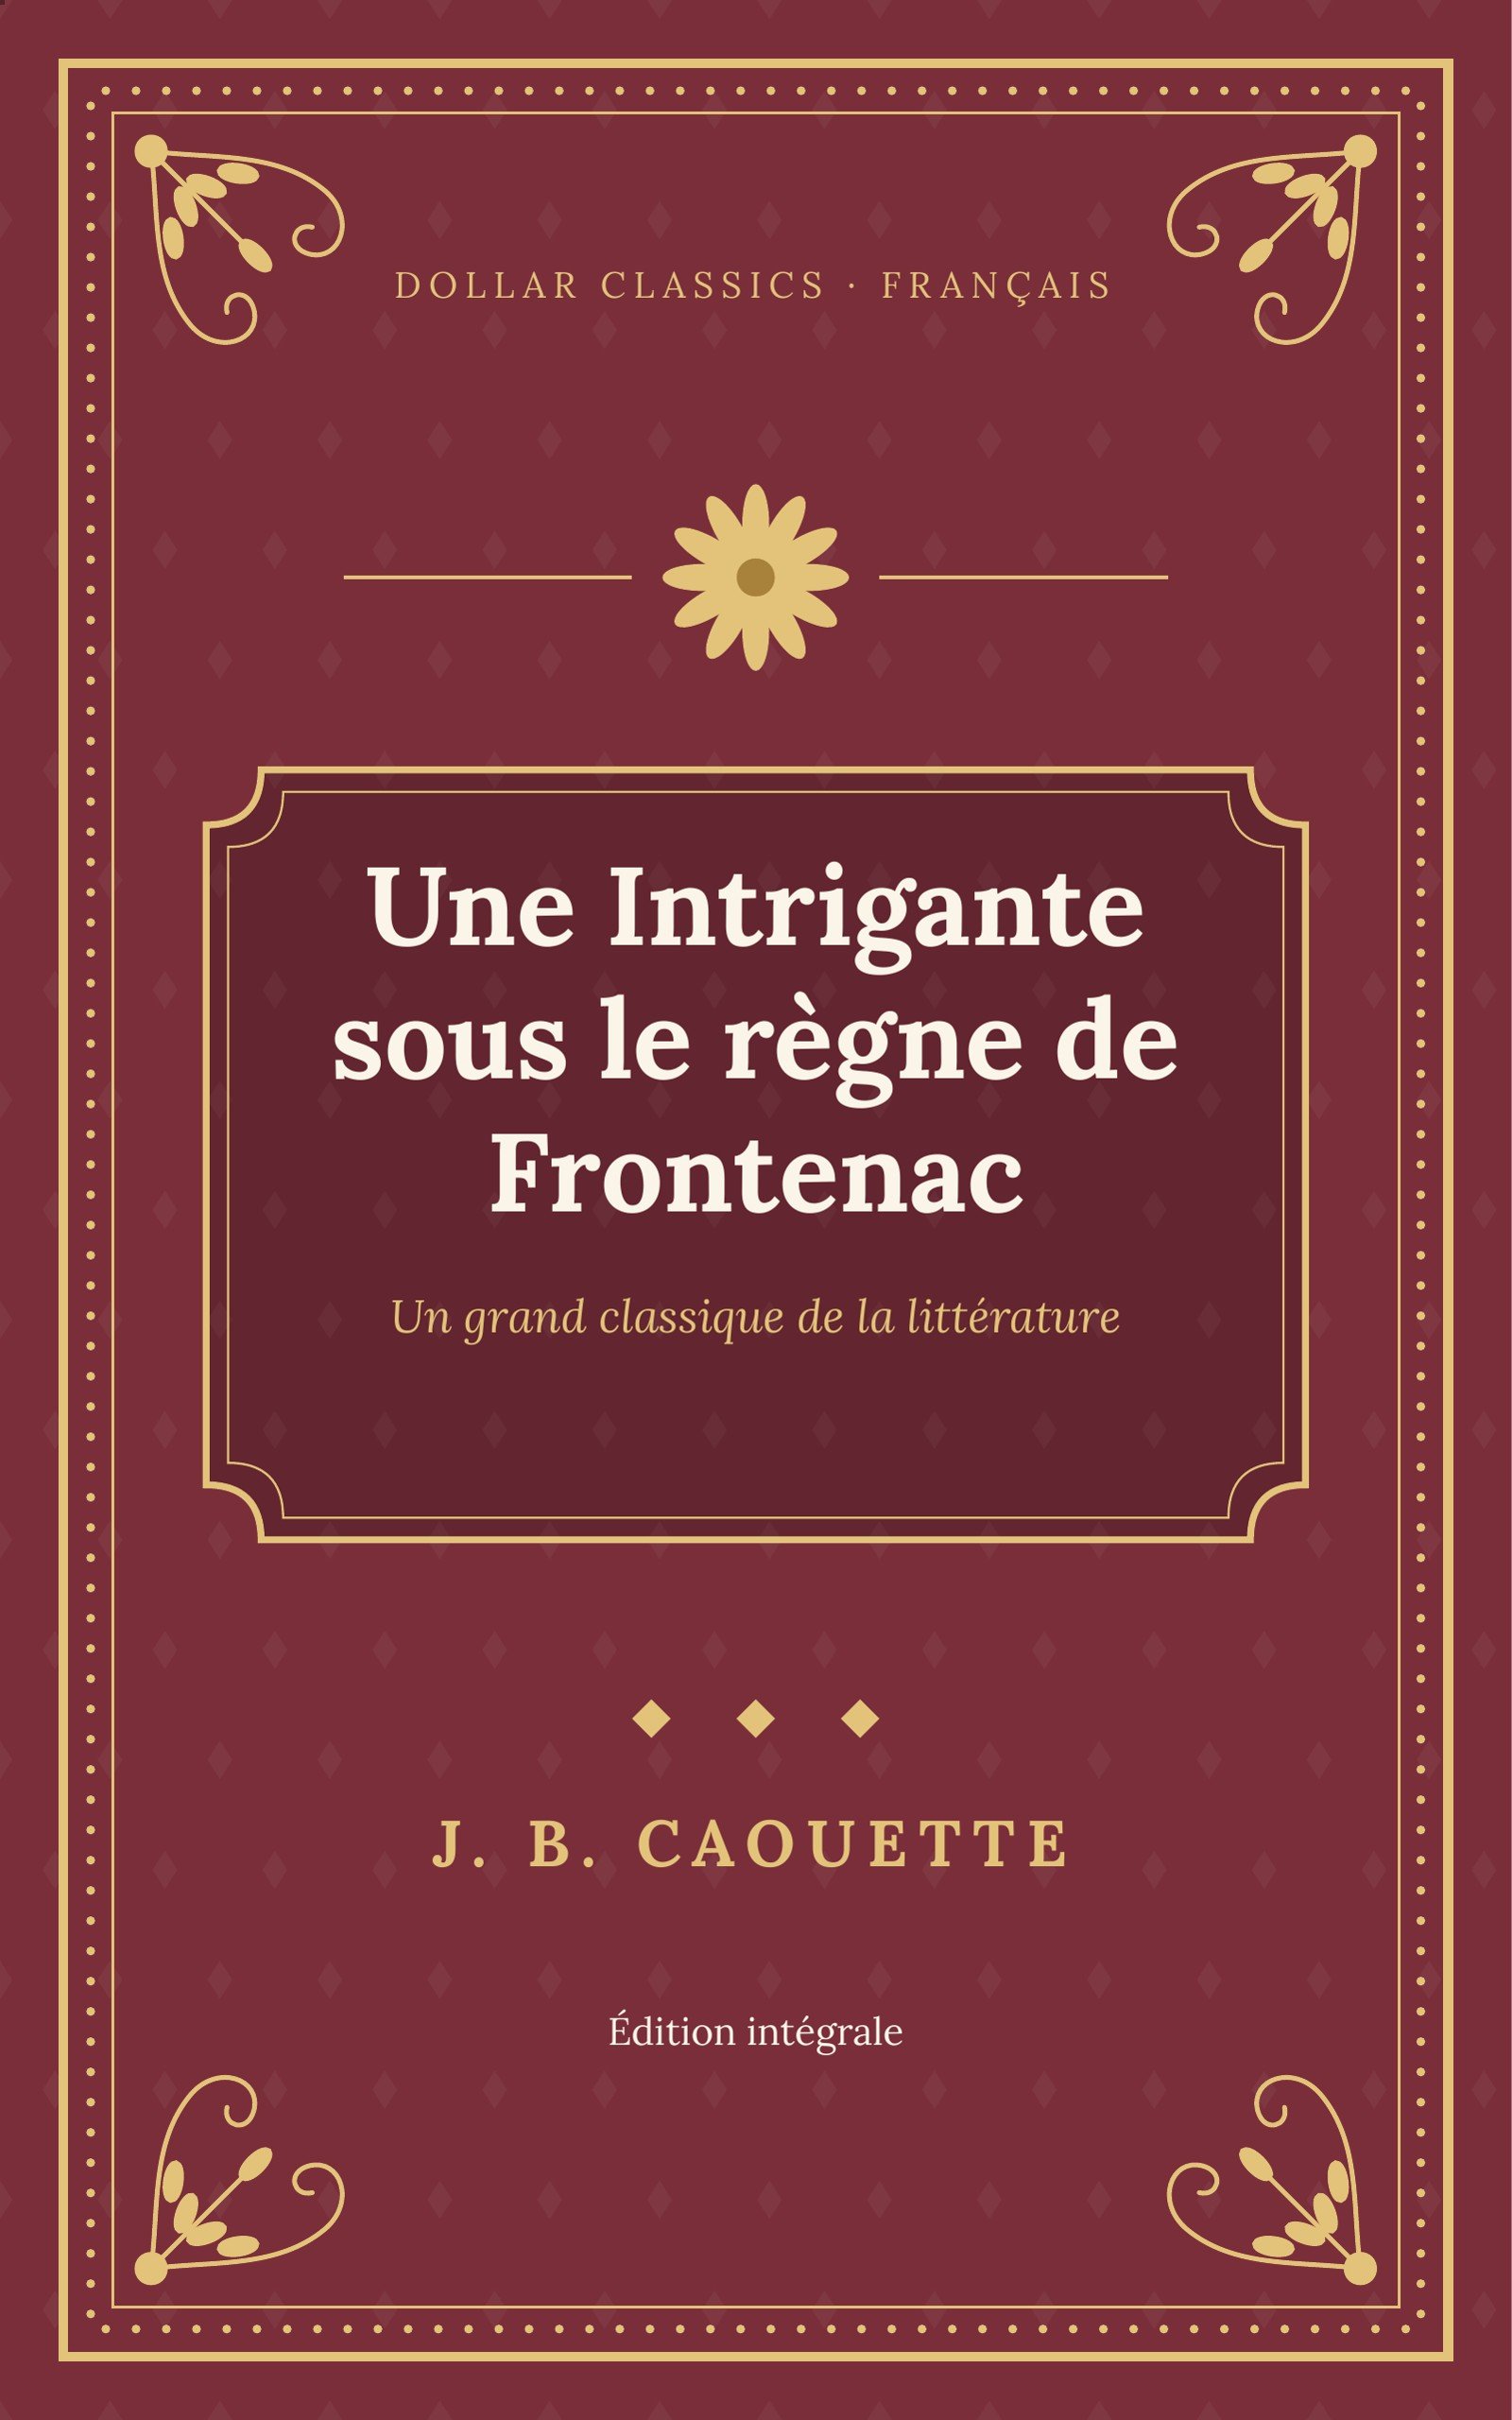 DOLLAR CLASSICS · FRANÇAIS
Une Intrigante
sous le règne de
Frontenac
Un grand classique de la littérature
J. B. CAOUETTE
Édition intégrale